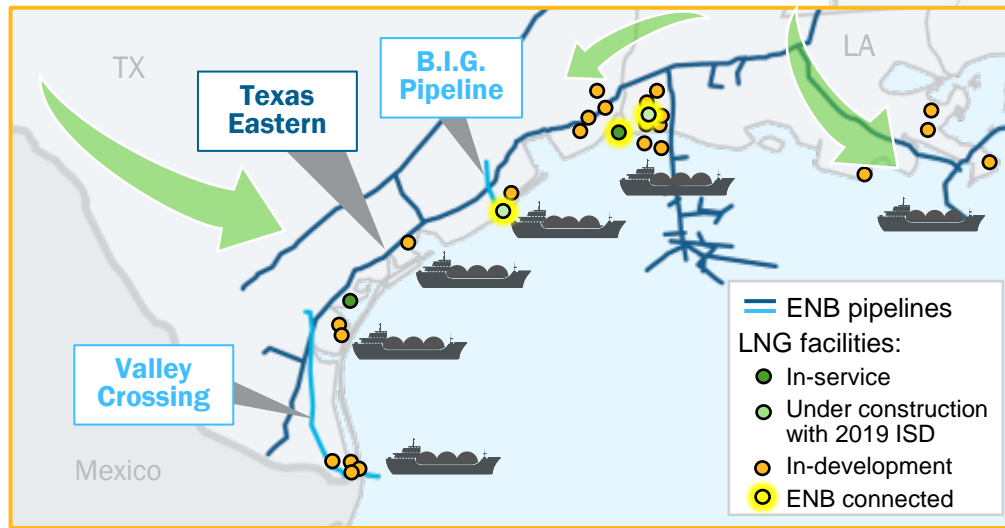 TX
LA
B.I.G.
Pipeline
Texas
Eastern
Valley
Crossing
Mexico
ENB pipelines
LNG facilities:
In-service
Under construction
with 2019 ISD
In-development
ENB connected